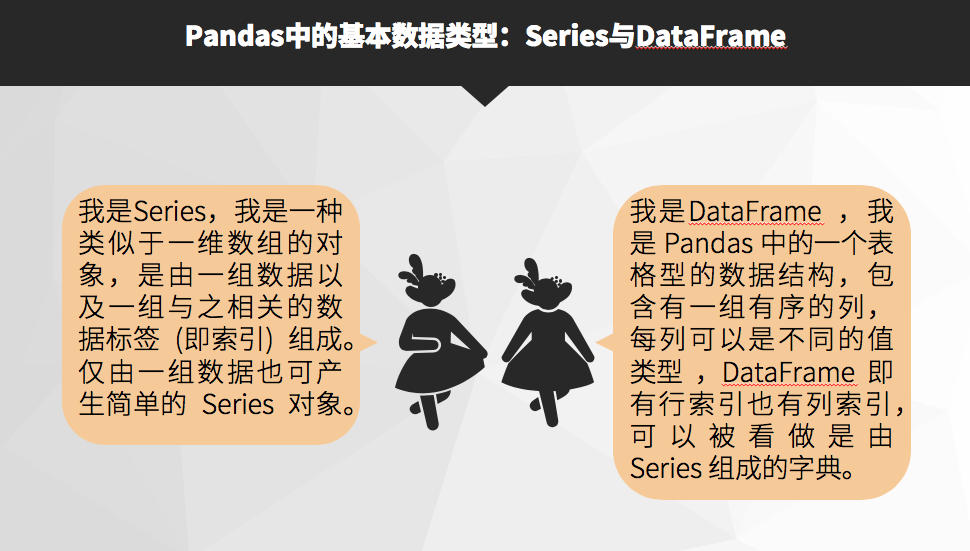 Pandas中的基本数据类型：Series与DataFrame
我是Series，我是一种
类似于一维数组的对
象，是由一组数据以
及一组与之相关的数
据标签（即索引）组成。
仅由一组数据也可产
生简单的 Series 对象。
我是DataFrame ，我
是 Pandas 中的一个表
格型的数据结构，包
含有一组有序的列，
每列可以是不同的值
类型 ，DataFrame 即
有行索引也有列索引，
可以被看做是由
Series 组成的字典。